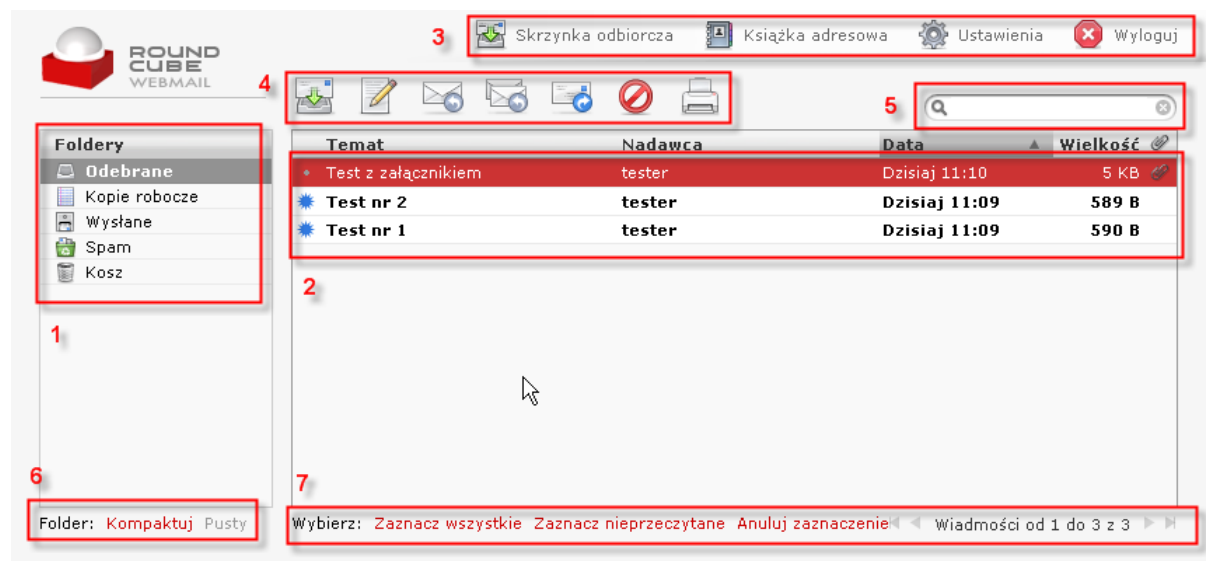 3 Skrzynka odbiorcza Książka adresowa Ustawienia Wyloguj
ROUND
CUBE
WEBMAIL
4
5
Foldery
Odebrane
Kopie robocze
Wysłane
Spam
Kosz
1
Temat Nadawca Data Wielkość
Test z załącznikiem tester Dzisiaj 11:10 5 KB
Test nr 2 tester Dzisiaj 11:09 589 B
Test nr 1 tester Dzisiaj 11:09 590 B
2
6
Folder: Kompaktuj Pusty
7
Wybierz: Zaznacz wszystkie Zaznacz nieprzeczytane Anuluj zaznaczenie Wiadmości od 1 do 3 z 3